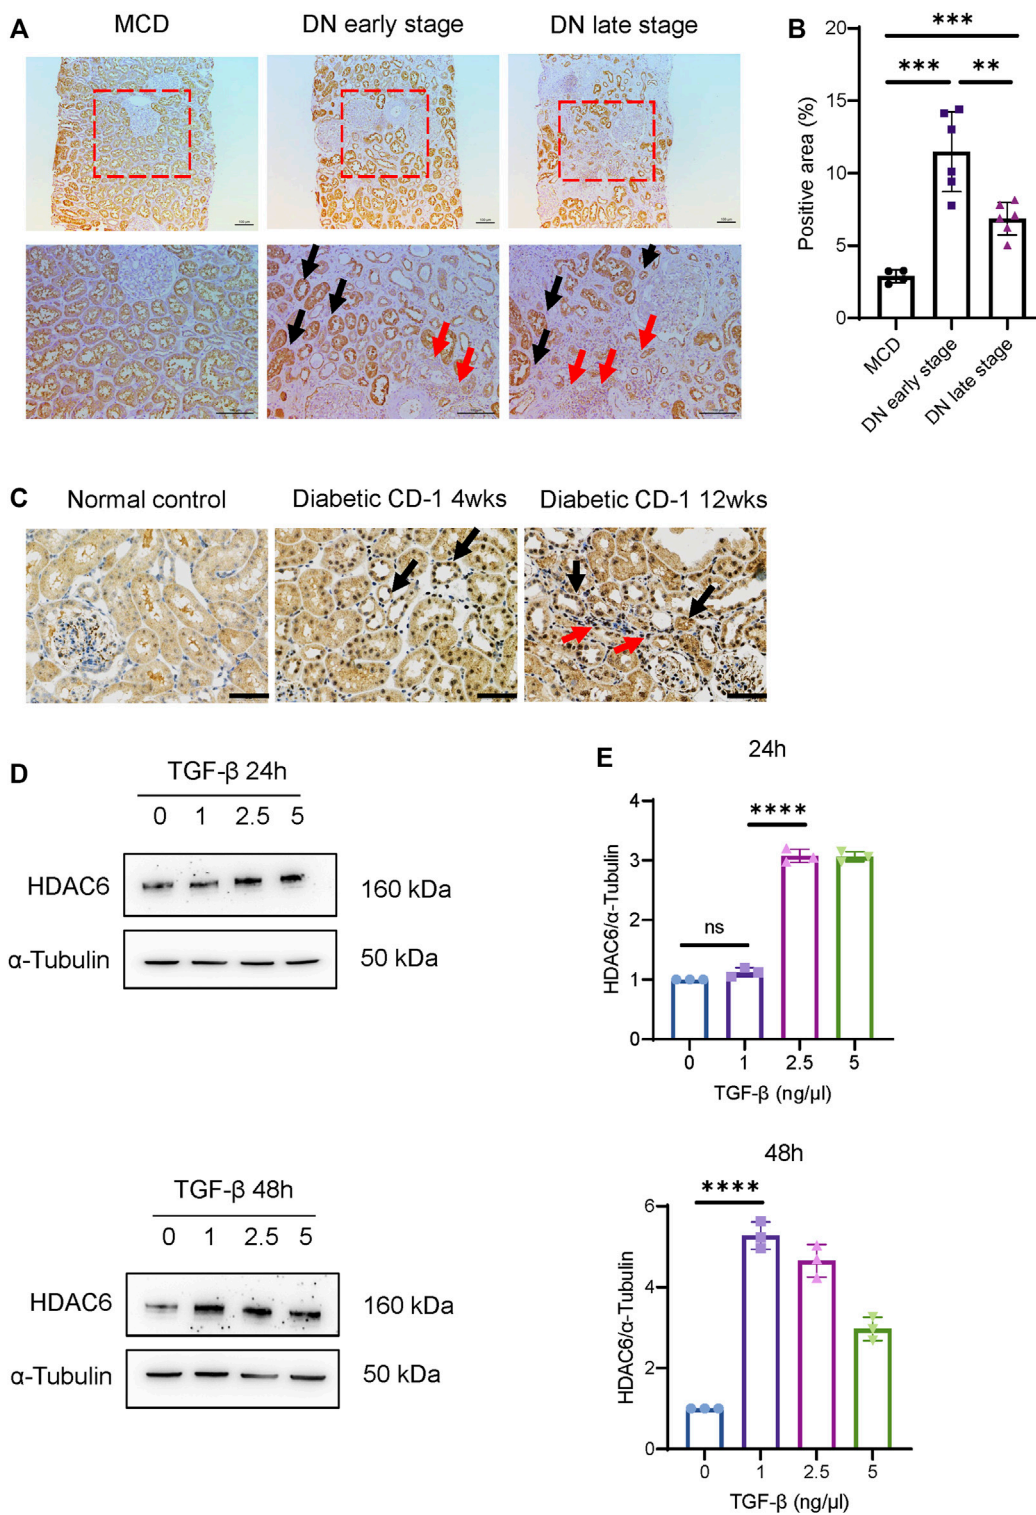 A
MCD
DN early stage
DN late stage
B
***
***
**
Positive area (%)
20
15
10
5
0
MCD
DN early stage
DN late stage
C
Normal control
Diabetic CD-1 4wks
Diabetic CD-1 12wks
D
TGF-β 24h
0 1 2.5 5
HDAC6
160 kDa
α-Tubulin
50 kDa
TGF-β 48h
0 1 2.5 5
HDAC6
160 kDa
α-Tubulin
50 kDa
E
24h
****
ns
HDAC6/α-Tubulin
4
3
2
1
0
0 1 2.5 5
TGF-β (ng/μl)
48h
****
HDAC6/α-Tubulin
6
4
2
0
0 1 2.5 5
TGF-β (ng/μl)